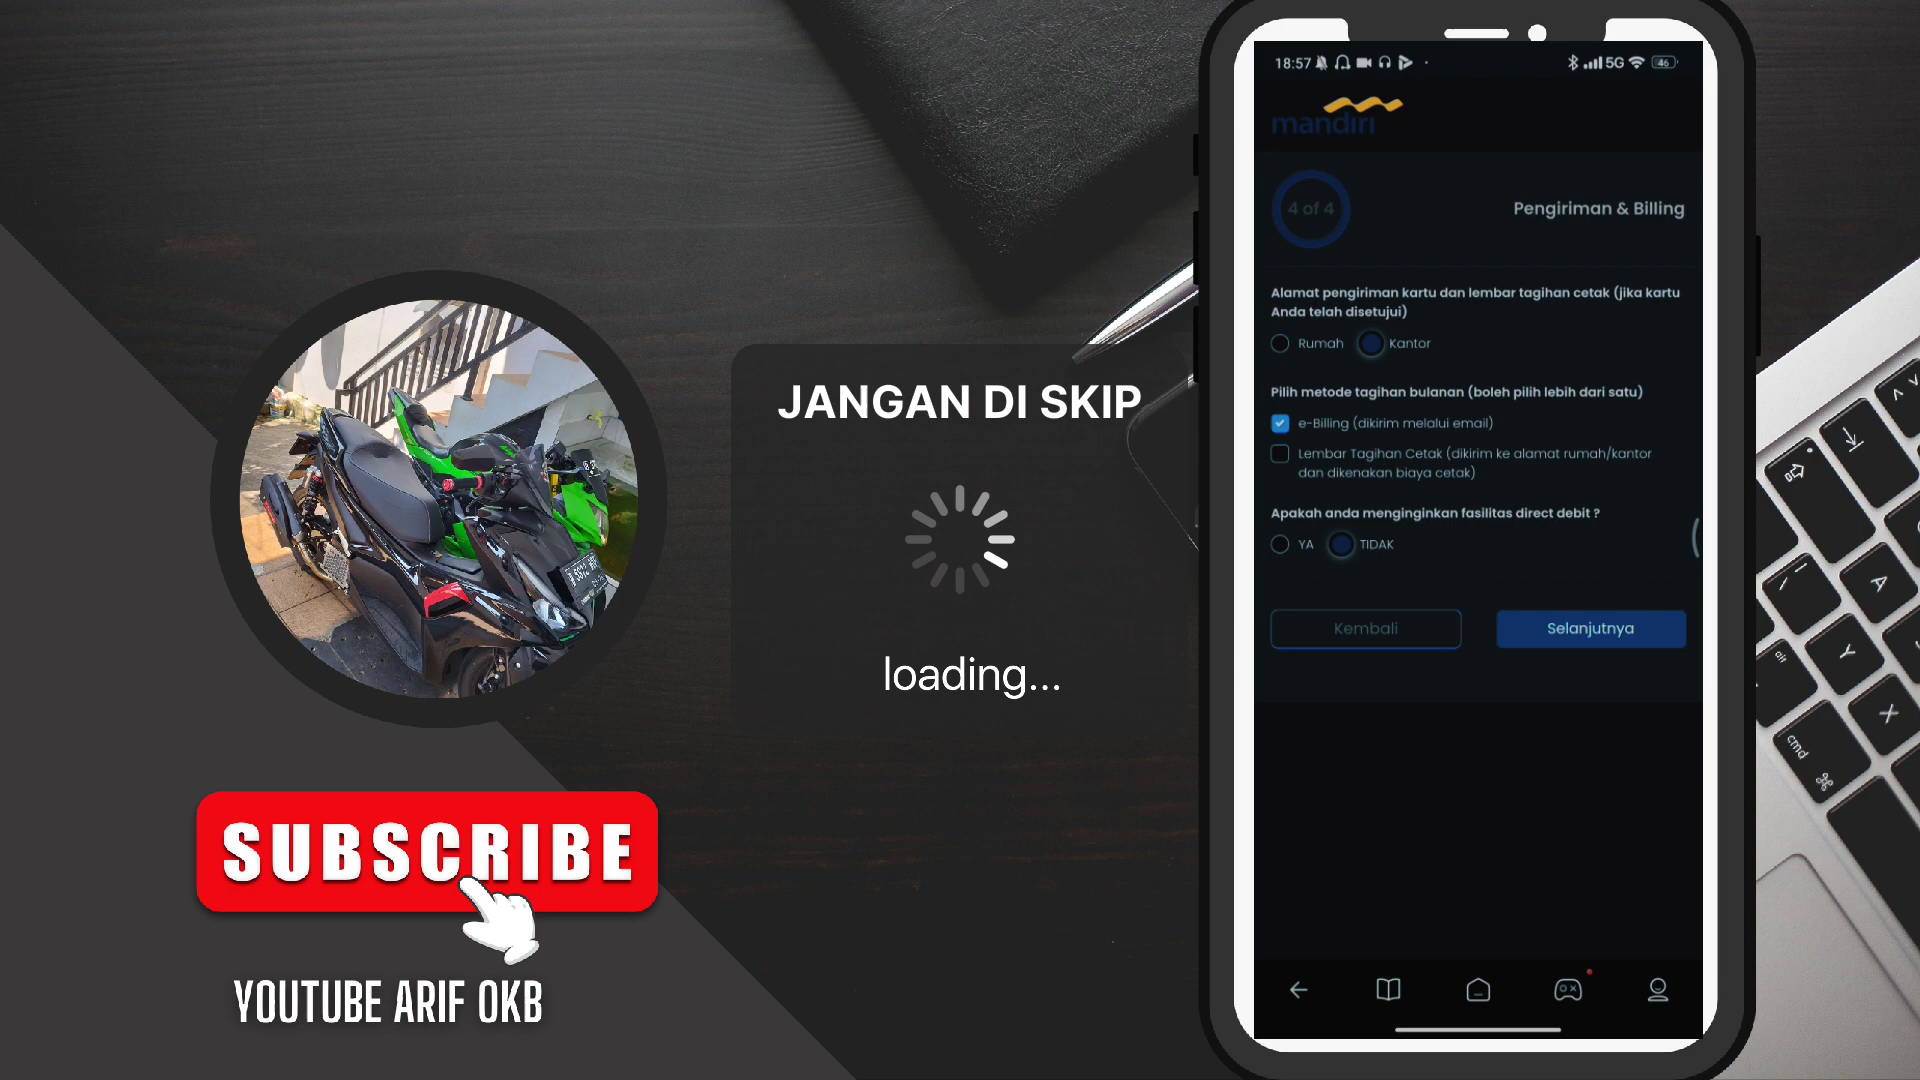 JANGAN DI SKIP
loading...
SUBSCRIBE
YOUTUBE ARIF OKB
18:57
5G
46
mandiri
4 of 4
Pengiriman & Billing
Alamat pengiriman kartu dan lembar tagihan cetak (jika kartu
Anda telah disetujui)
Rumah
Kantor
Pilih metode tagihan bulanan (boleh pilih lebih dari satu)
e-Billing (dikirim melalui email)
Lembar Tagihan Cetak (dikirim ke alamat rumah/kantor
dan dikenakan biaya cetak)
Apakah anda menginginkan fasilitas direct debit ?
YA
TIDAK
Kembali
Selanjutnya
A
Y
X
alt
cmd